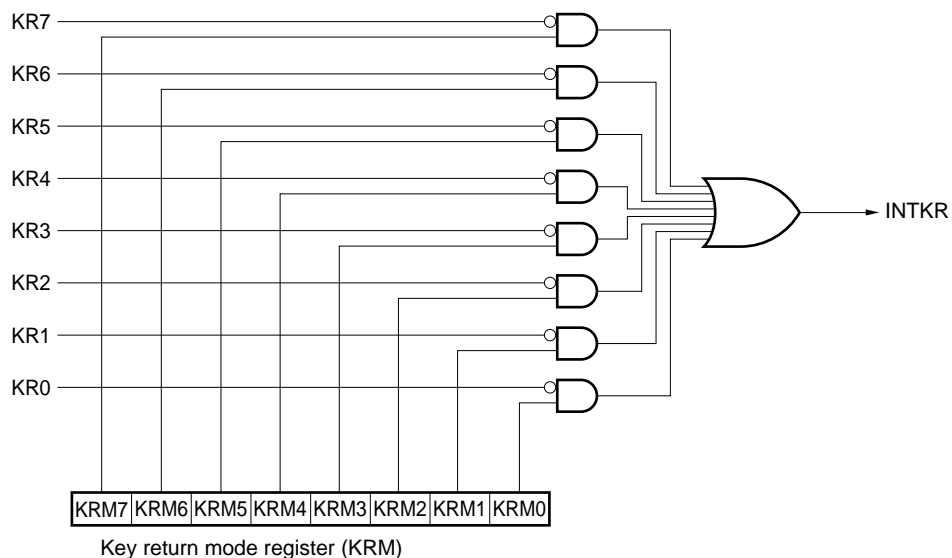 KR7
KR6
KR5
KR4
KR3
INTKR
KR2
KR1
KR0
KRM7 KRM6 KRM5 KRM4 KRM3 KRM2 KRM1 KRM0
Key return mode register (KRM)